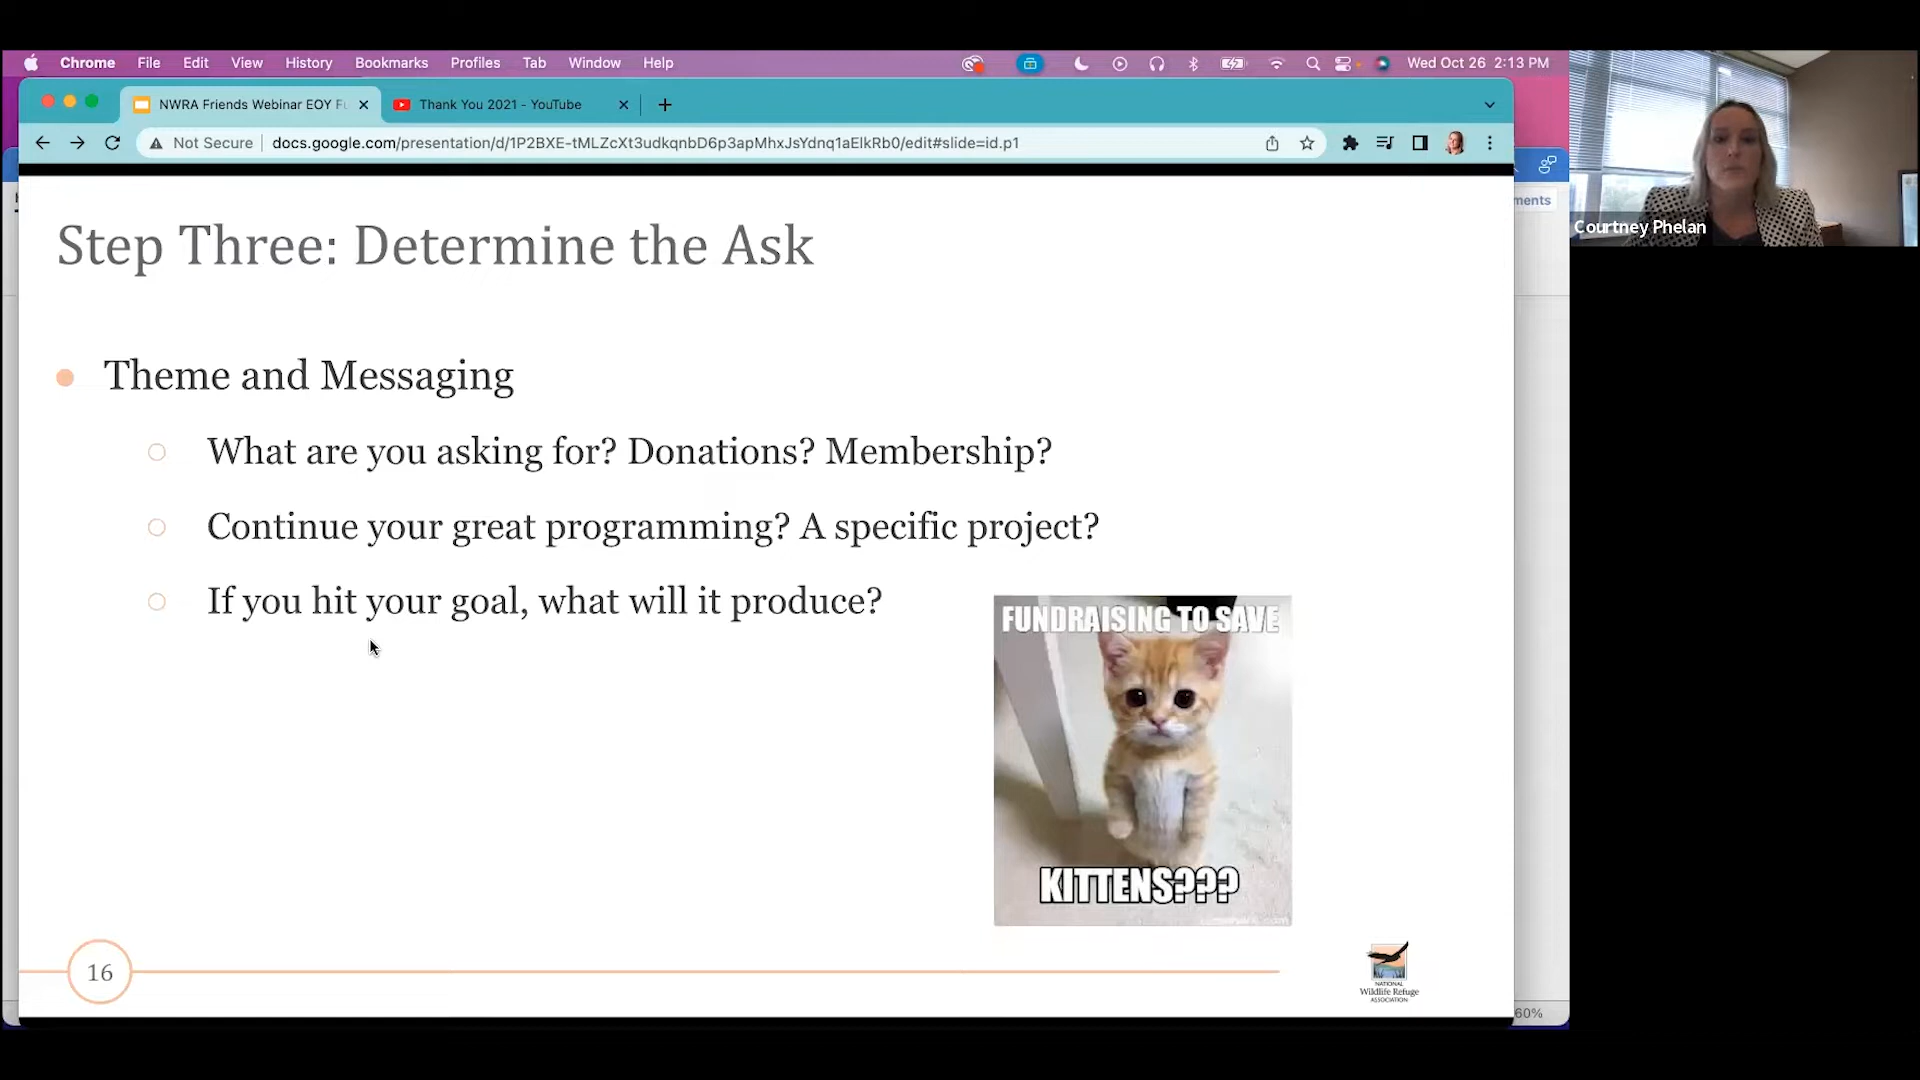 Chrome File Edit View History Bookmarks Profiles Tab Window Help Wed Oct 26 2:13 PM
NWRA Friends Webinar EOY Fu
Thank You 2021 - YouTube
Not Secure docs.google.com/presentation/d/1P2BXE-tMLZcXt3udkqnbD6p3apMhxJsYdnq1aElkRb0/edit#slide=id.p1
ments
Courtney Phelan
Step Three: Determine the Ask
Theme and Messaging
What are you asking for? Donations? Membership?
Continue your great programming? A specific project?
If you hit your goal, what will it produce?
FUNDRAISING TO SAVE
KITTENS???
16
NATIONAL
Wildlife Refuge
ASSOCIATION
60%